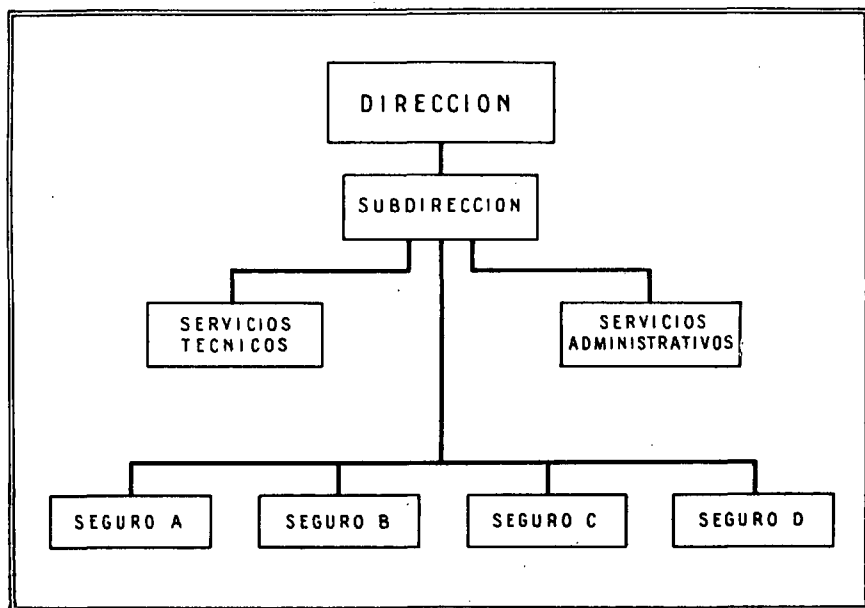 DIRECCION
SUBDIRECCION
SERVICIOS
TECNICOS
SERVICIOS
ADMINISTRATIVOS
SEGURO A
SEGURO B
SEGURO C
SEGURO D